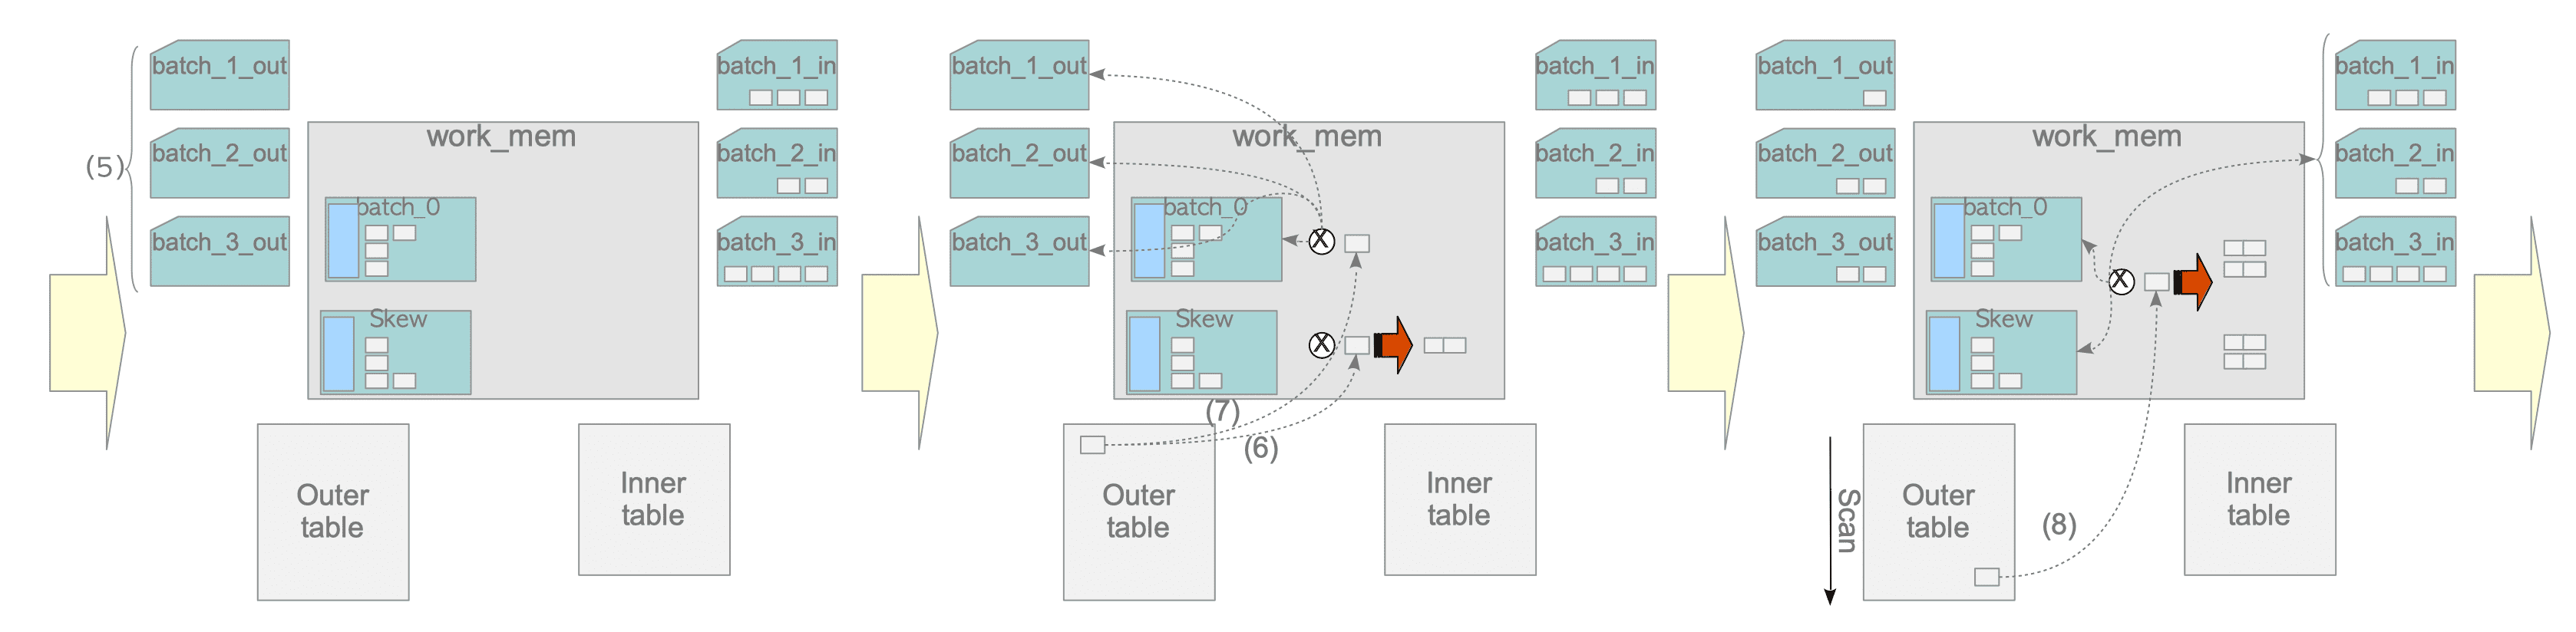 batch_1_out
batch_2_out
batch_3_out
(5)
work_mem
batch_0
Skew
batch_1_in
batch_2_in
batch_3_in
Outer
table
Inner
table
batch_1_out
batch_2_out
batch_3_out
work_mem
batch_0
X
Skew
X
(7)
(6)
batch_1_in
batch_2_in
batch_3_in
Outer
table
Inner
table
batch_1_out
batch_2_out
batch_3_out
work_mem
batch_0
X
Skew
batch_1_in
batch_2_in
batch_3_in
Scan
Outer
table
(8)
Inner
table